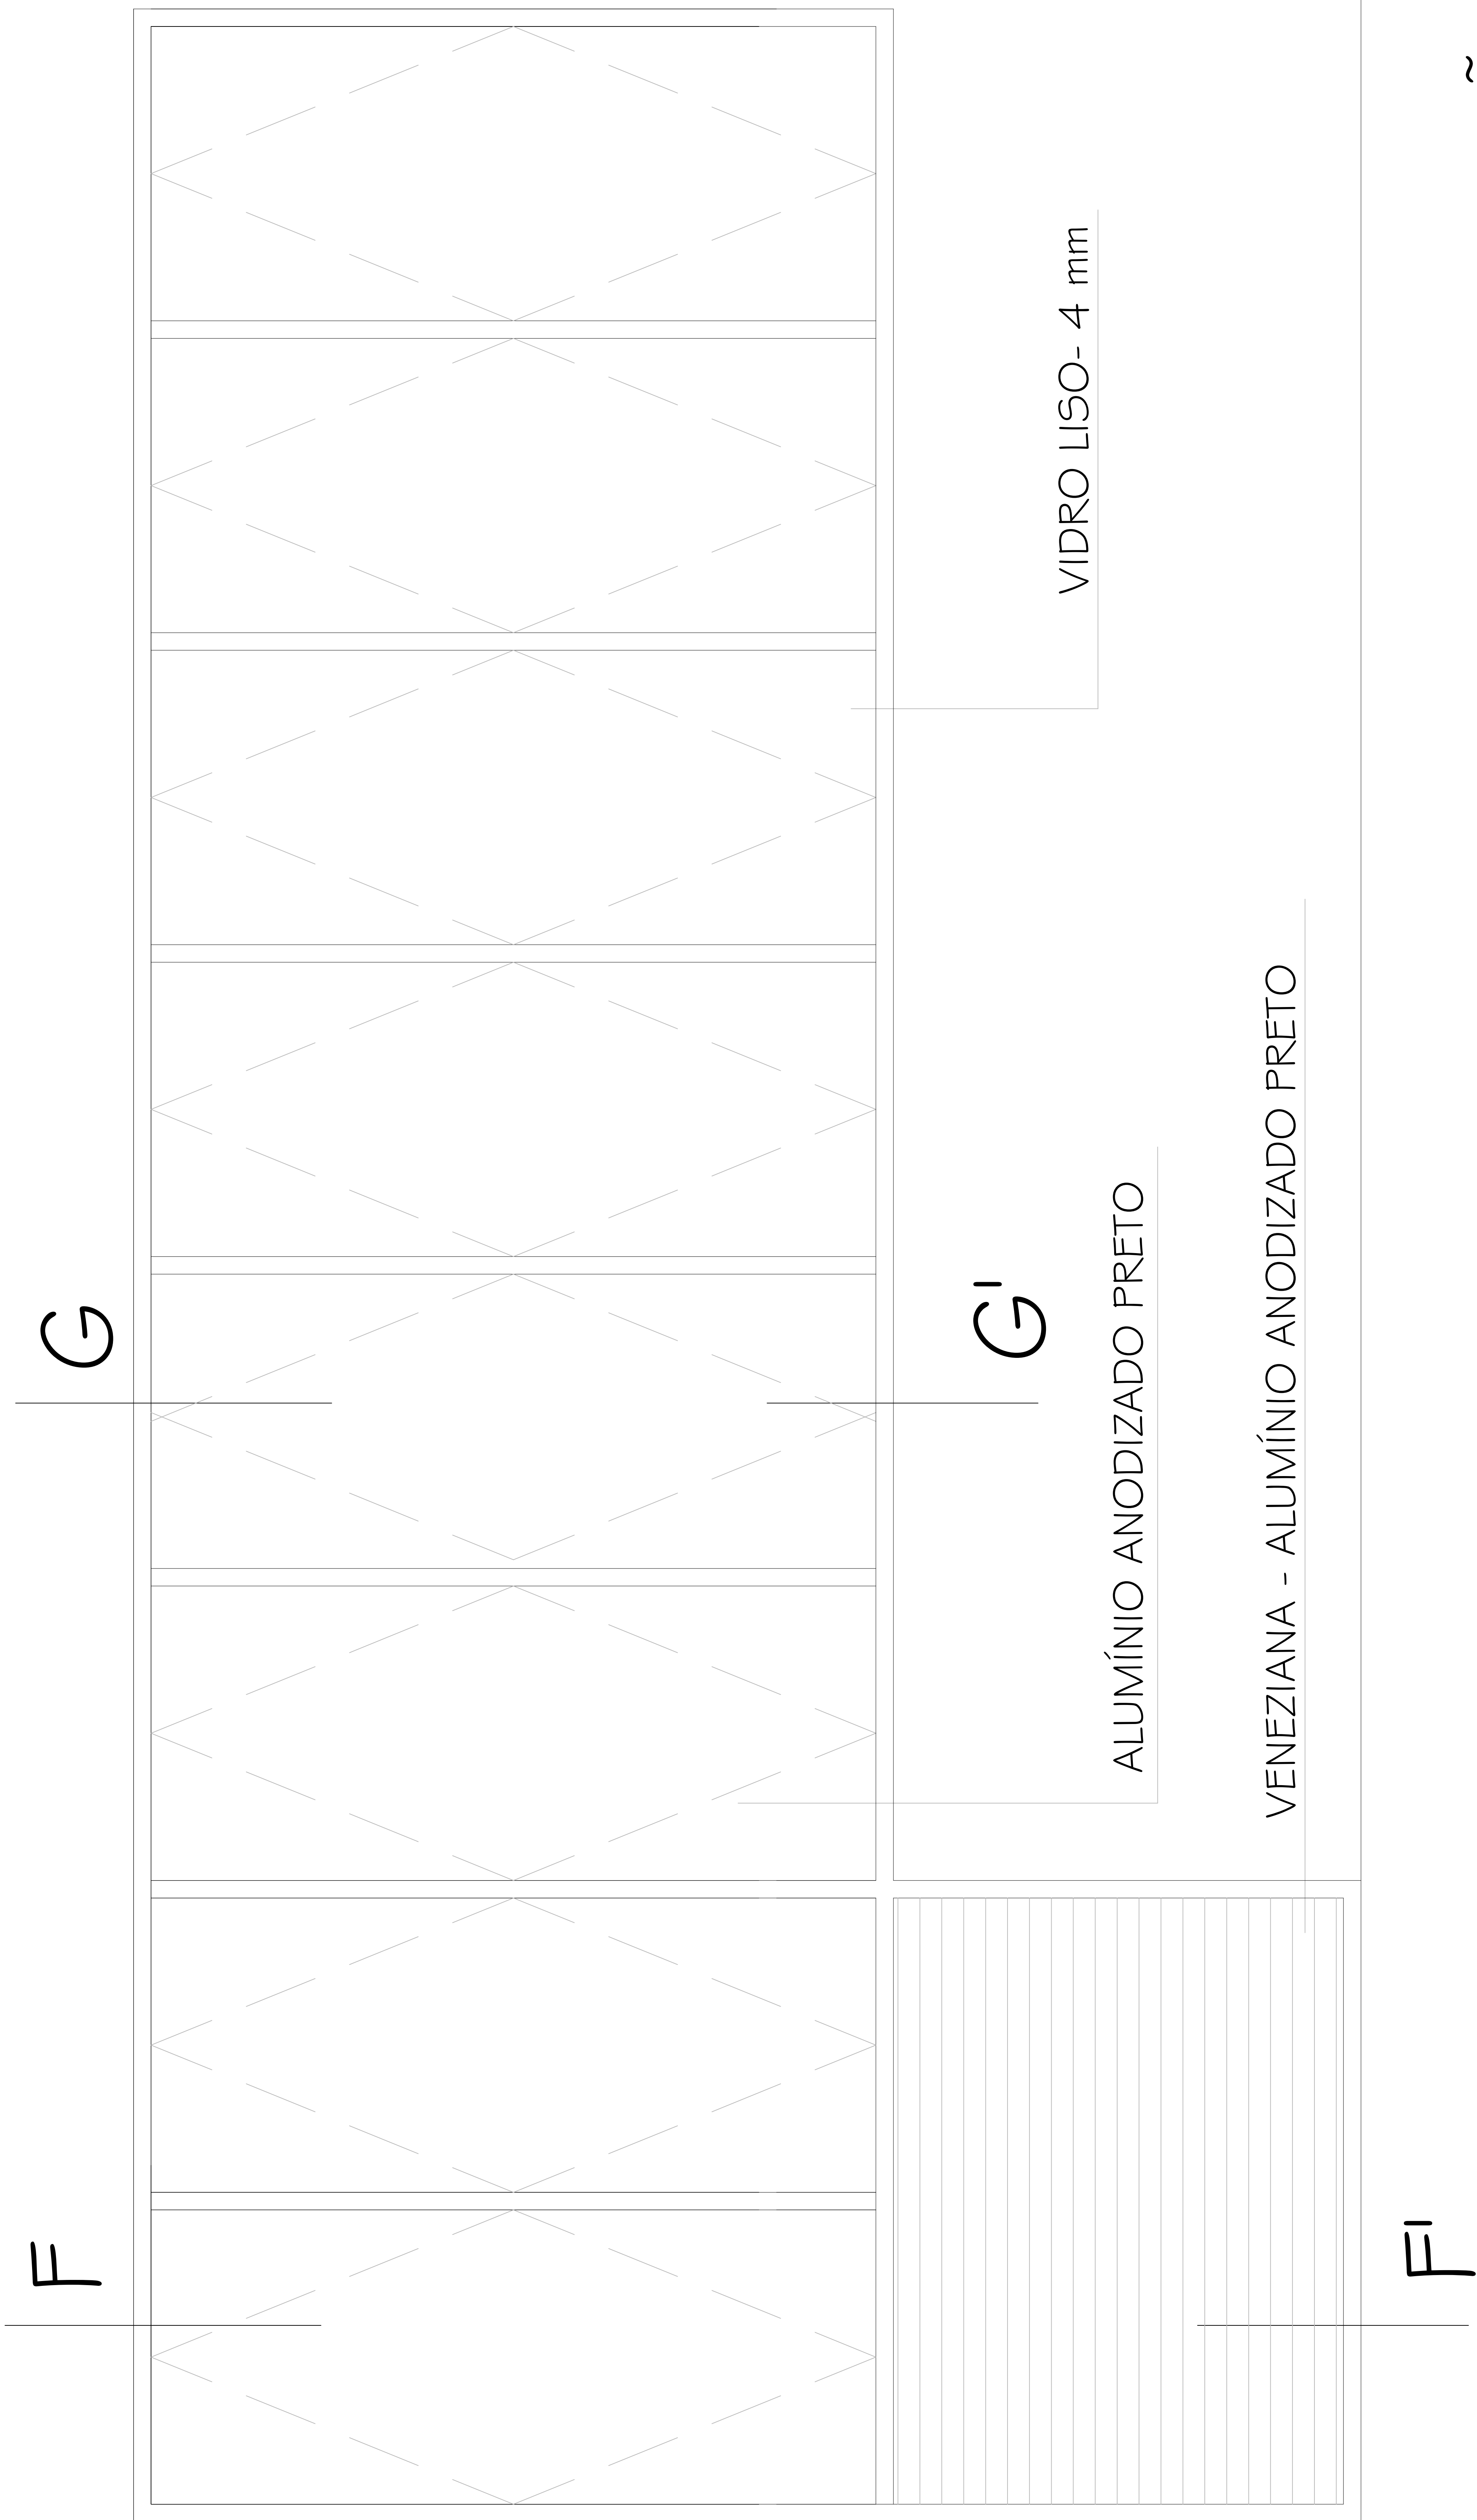 F
G
VIDRO LISO- 4 mm
G'
ALUMÍNIO ANODIZADO PRETO
VENEZIANA - ALUMÍNIO ANODIZADO PRETO
F'